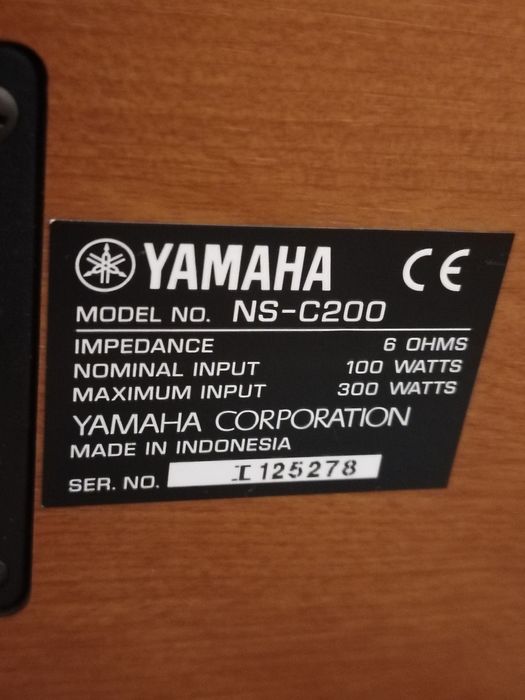 YAMAHA CE
MODEL NO. NS-C200
IMPEDANCE 6 OHMS
NOMINAL INPUT 100 WATTS
MAXIMUM INPUT 300 WATTS
YAMAHA CORPORATION
MADE IN INDONESIA
SER. NO. I125278